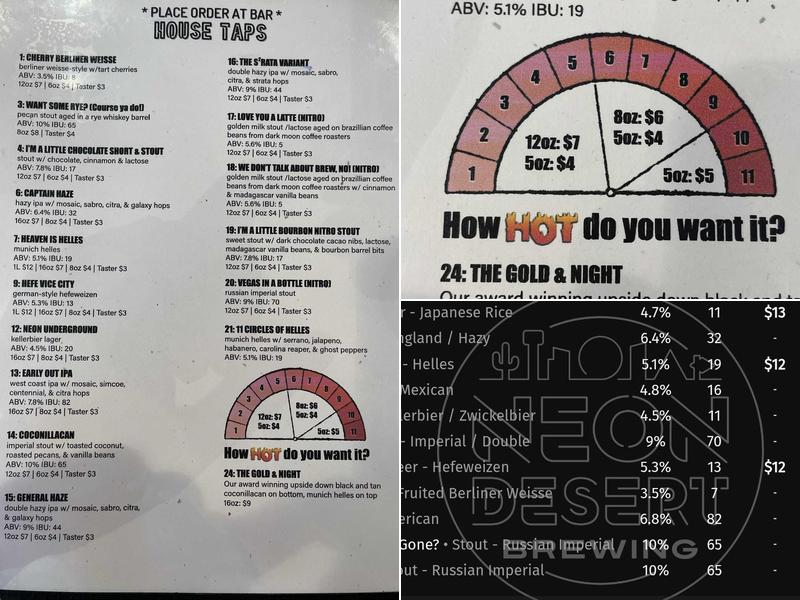 * PLACE ORDER AT BAR *
HOUSE TAPS
1: CHERRY BERLINER WEISSE
berliner weisse-style w/tart cherries
ABV: 3.5% IBU: 8
12oz $7 | 6oz $4 | Taster $3
3: WANT SOME RYE? (Course ya do!)
pecan stout aged in a rye whiskey barrel
ABV: 10% IBU: 65
8oz $8 | Taster $4
4: I'M A LITTLE CHOCOLATE SHORT & STOUT
stout w/ chocolate, cinnamon & lactose
ABV: 7.8% IBU: 17
12oz $7 | 6oz $4 | Taster $3
6: CAPTAIN HAZE
hazy ipa w/ mosaic, sabro, citra, & galaxy hops
ABV: 6.4% IBU: 32
16oz $7 | 8oz $4 | Taster $3
7: HEAVEN IS HELLES
munich helles
ABV: 5.1% IBU: 19
1L $12 | 16oz $7 | 8oz $4 | Taster $3
9: HEFE VICE CITY
german-style hefeweizen
ABV: 5.3% IBU: 13
1L $12 | 16oz $7 | 8oz $4 | Taster $3
12: NEON UNDERGROUND
kellerbier lager
ABV: 4.5% IBU: 20
16oz $7 | 8oz $4 | Taster $3
13: EARLY OUT IPA
west coast ipa w/ mosaic, simcoe,
centennial, & citra hops
ABV: 7.8% IBU: 82
16oz $7 | 8oz $4 | Taster $3
14: COCONILLACAN
imperial stout w/ toasted coconut,
roasted pecans, & vanilla beans
ABV: 10% IBU: 65
12oz $7 | 6oz $4 | Taster $3
15: GENERAL HAZE
double hazy ipa w/ mosaic, sabro, citra,
& galaxy hops
ABV: 9% IBU: 44
12oz $7 | 6oz $4 | Taster $3
16: THE S'RATA VARIANT
double hazy ipa w/ mosaic, sabro,
citra, & strata hops
ABV: 9% IBU: 44
12oz $7 | 6oz $4 | Taster $3
17: LOVE YOU A LATTE (NITRO)
golden milk stout /lactose aged on brazillian coffee
beans from dark moon coffee roasters
ABV: 5.6% IBU: 5
12oz $7 | 6oz $4 | Taster $3
18: WE DON'T TALK ABOUT BREW, NO! (NITRO)
golden milk stout /lactose aged on brazillian coffee
beans from dark moon coffee roasters w/ cinnamon
& madagascar vanilla beans
ABV: 5.6% IBU: 5
12oz $7 | 6oz $4 | Taster $3
19: I'M A LITTLE BOURBON NITRO STOUT
sweet stout w/ dark chocolate cacao nibs, lactose,
madagascar vanilla beans, & bourbon barrel bits
ABV: 7.8% IBU: 17
12oz $7 | 6oz $4 | Taster $3
20: VEGAS IN A BOTTLE (NITRO)
russian imperial stout
ABV: 9% IBU: 70
12oz $7 | 6oz $4 | Taster $3
21: 11 CIRCLES OF HELLES
munich helles w/ serrano, jalapeno,
habanero, carolina reaper, & ghost peppers
ABV: 5.1% IBU: 19
1 2 3 4 5 6 7 8 9 10 11
12oz: $7
5oz: $4
8oz: $6
5oz: $4
5oz: $5
How HOT do you want it?
24: THE GOLD & NIGHT
Our award winning upside down black and tan
coconillacan on bottom, munich helles on top
16oz: $9
ABV: 5.1% IBU: 19
1 2 3 4 5 6 7 8 9 10 11
12oz: $7
5oz: $4
8oz: $6
5oz: $4
5oz: $5
How HOT do you want it?
24: THE GOLD & NIGHT
r - Japanese Rice 4.7% 11 $13
ngland / Hazy 6.4% 32 -
- Helles 5.1% 19 $12
Mexican 4.8% 16 -
lerbier / Zwickelbier 4.5% 11 -
- Imperial / Double 9% 70 -
eer - Hefeweizen 5.3% 13 $12
Fruited Berliner Weisse 3.5% 7 -
erican 6.8% 82 -
Gone? • Stout - Russian Imperial 10% 65 -
out - Russian Imperial 10% 65 -
NEON
DESERT
BREWING